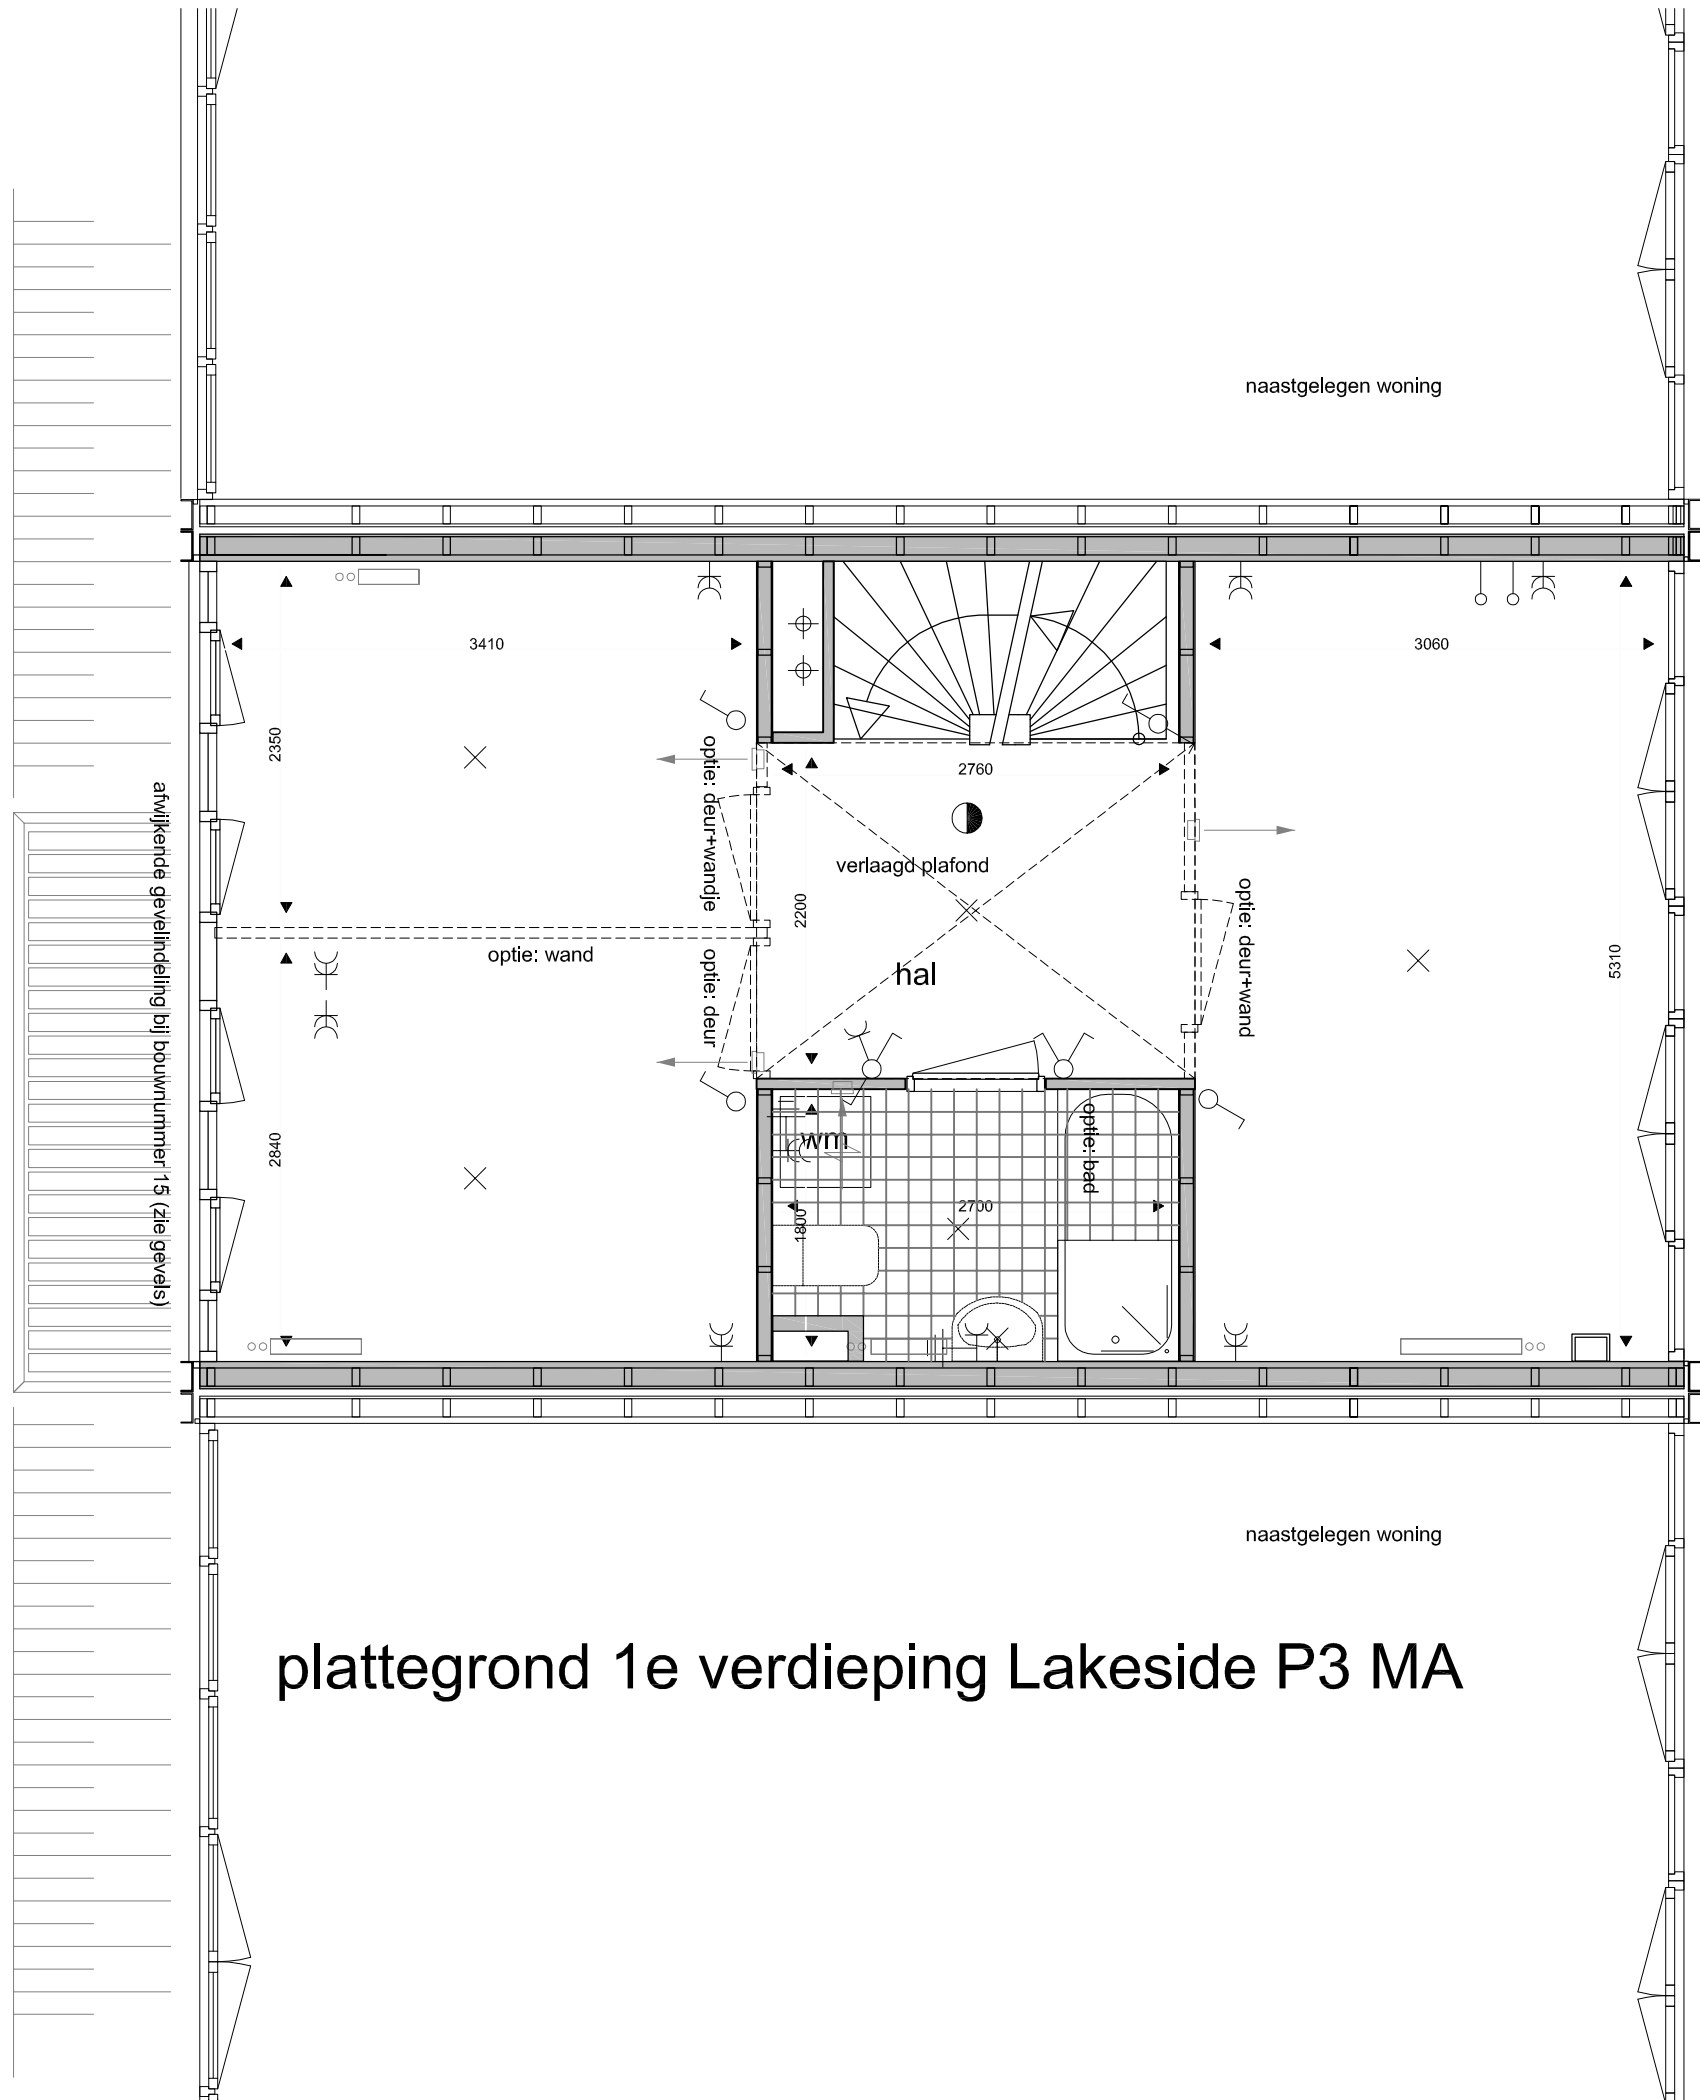 naastgelegen woning
3410
3060
2350
optie: deur+wandje
2760
verlaagd plafond
2200
optie: wand
optie: deur
hal
optie: deur+wand
5310
afwijkende gevelindeling bij bouwnummer 15 (zie gevels)
2840
wm
optie: bad
2700
1800
naastgelegen woning
plattegrond 1e verdieping Lakeside P3 MA